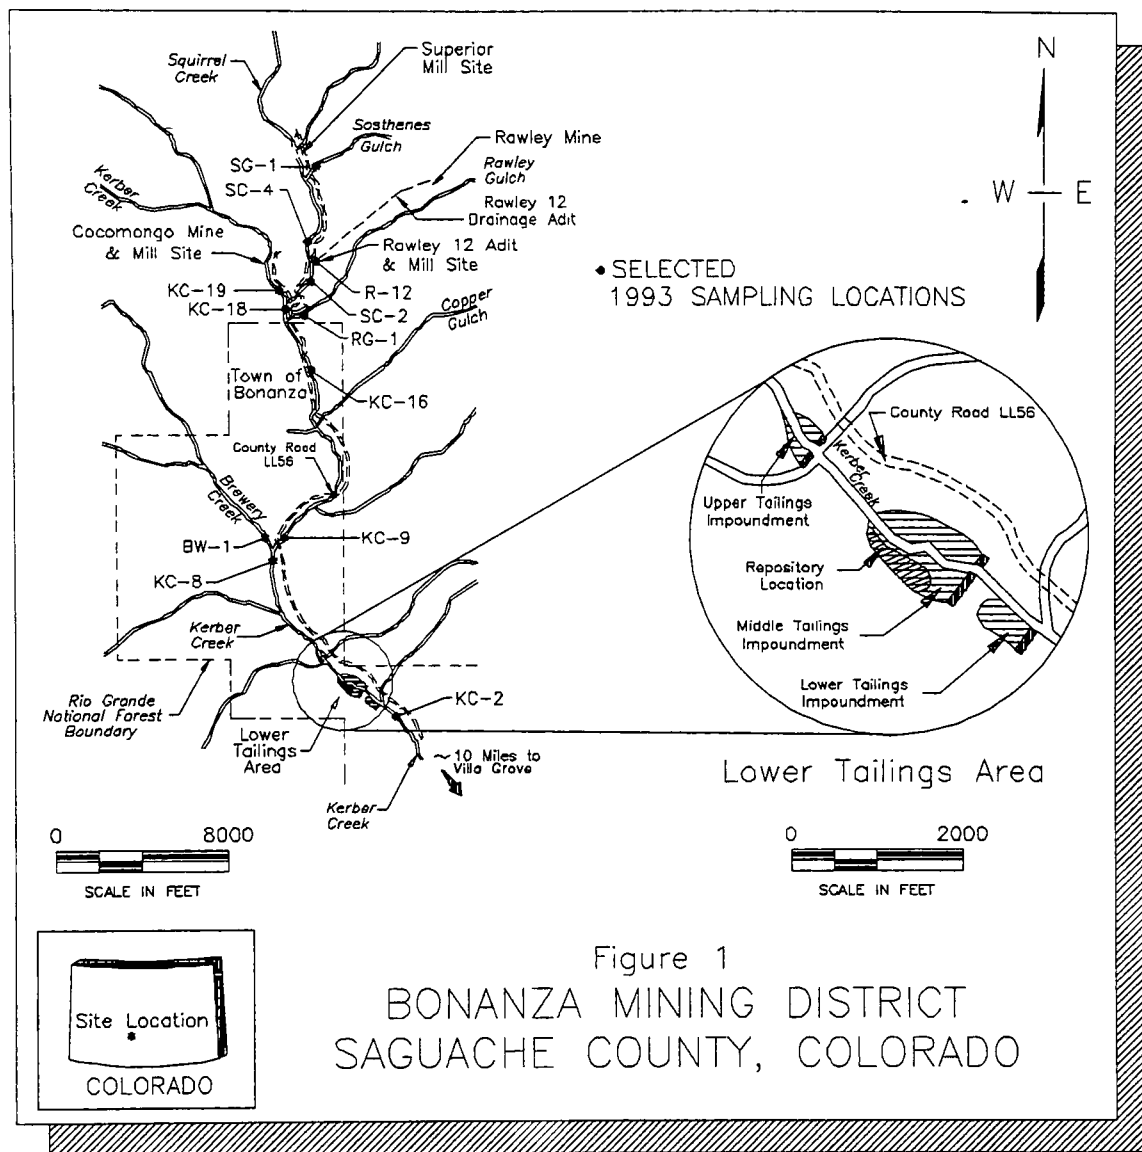 Squirrel
Creek
Superior
Mill Site
Sosthenes
Gulch
Rawley Mine
SG-1
Rawley
Gulch
SC-4
Rawley 12
Drainage Adit
Kerber
Creek
Cocomongo Mine
& Mill Site
Rawley 12 Adit
& Mill Site
KC-19
R-12
KC-18
SC-2
Copper
Gulch
RG-1
Town of
Bonanza
KC-16
County Road
LL56
Brewery
Creek
BW-1
KC-9
KC-8
Kerber
Creek
Rio Grande
National Forest
Boundary
KC-2
Lower
Tailings
Area
~10 Miles to
Villa Grove
Kerber
Creek
N
W
E
SELECTED
1993 SAMPLING LOCATIONS
County Road LL56
Kerber
Creek
Upper Tailings
Impoundment
Repository
Location
Middle Tailings
Impoundment
Lower Tailings
Impoundment
Lower Tailings Area
0 8000
SCALE IN FEET
0 2000
SCALE IN FEET
Site Location
COLORADO
Figure 1
BONANZA MINING DISTRICT
SAGUACHE COUNTY, COLORADO